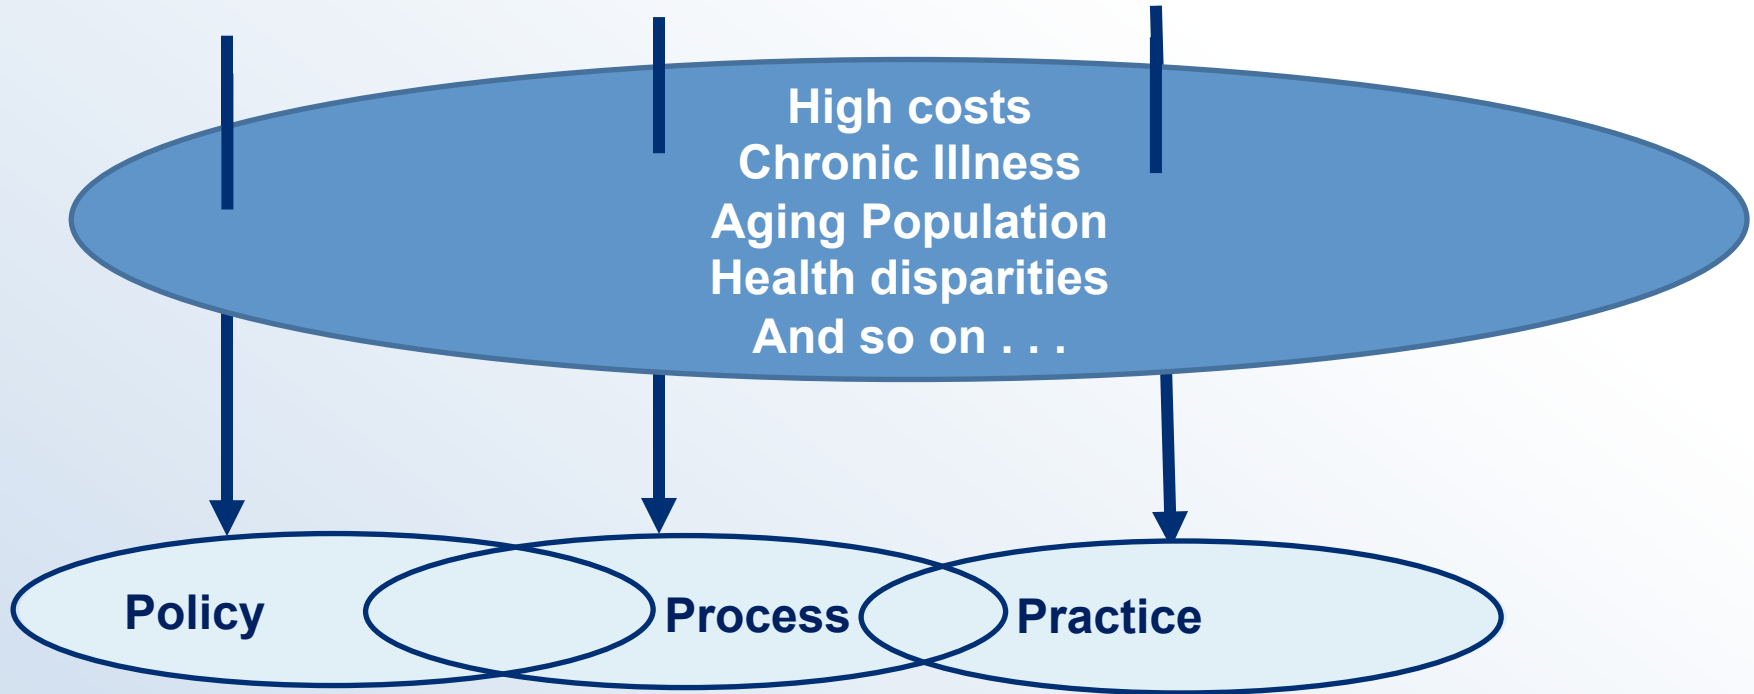 High costs
Chronic Illness
Aging Population
Health disparities
And so on . . .
Policy
Process
Practice